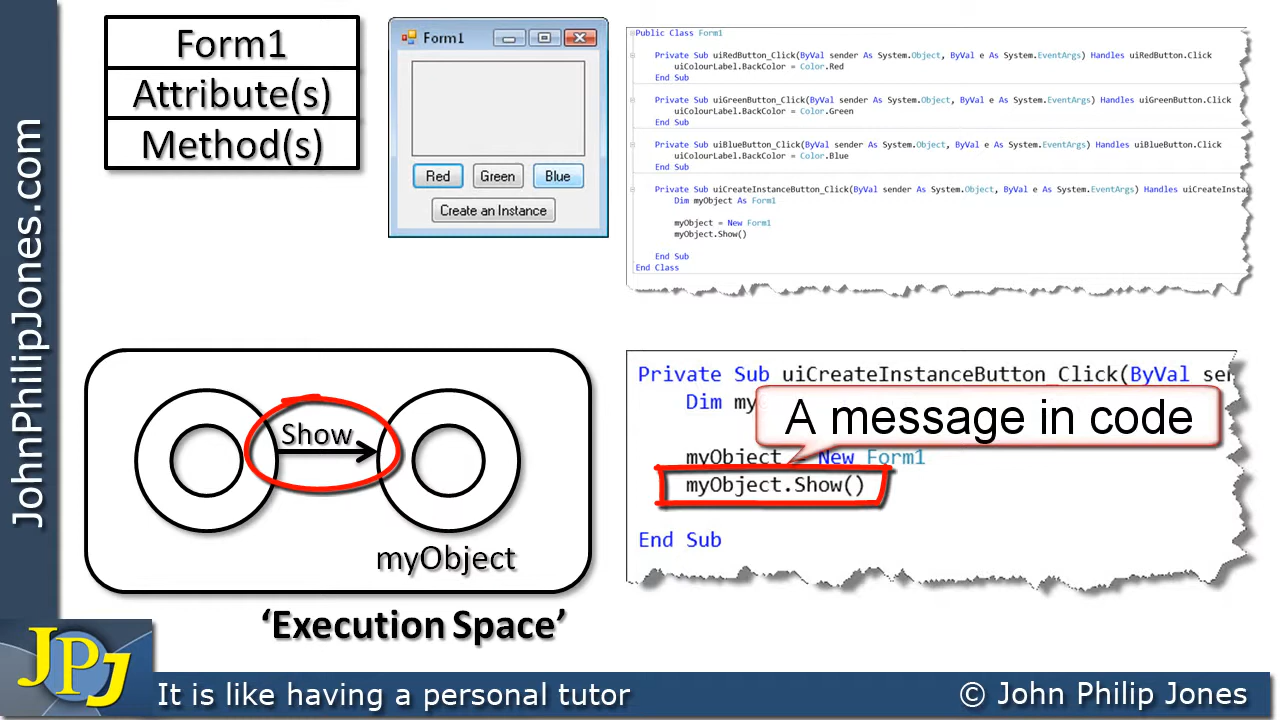 JohnPhilipJones.com
Form1
Attribute(s)
Method(s)
Form1
Red
Green
Blue
Create an Instance
Public Class Form1
Private Sub uiRedButton_Click(ByVal sender As System.Object, ByVal e As System.EventArgs) Handles uiRedButton.Click
uiColourLabel.BackColor = Color.Red
End Sub
Private Sub uiGreenButton_Click(ByVal sender As System.Object, ByVal e As System.EventArgs) Handles uiGreenButton.Click
uiColourLabel.BackColor = Color.Green
End Sub
Private Sub uiBlueButton_Click(ByVal sender As System.Object, ByVal e As System.EventArgs) Handles uiBlueButton.Click
uiColourLabel.BackColor = Color.Blue
End Sub
Private Sub uiCreateInstanceButton_Click(ByVal sender As System.Object, ByVal e As System.EventArgs) Handles uiCreateInsta
Dim myObject As Form1
myObject = New Form1
myObject.Show()
End Sub
End Class
Show
myObject
‘Execution Space’
Private Sub uiCreateInstanceButton_Click(ByVal sen
Dim my
A message in code
myObject = New Form1
myObject.Show()
End Sub
JPJ
It is like having a personal tutor
© John Philip Jones